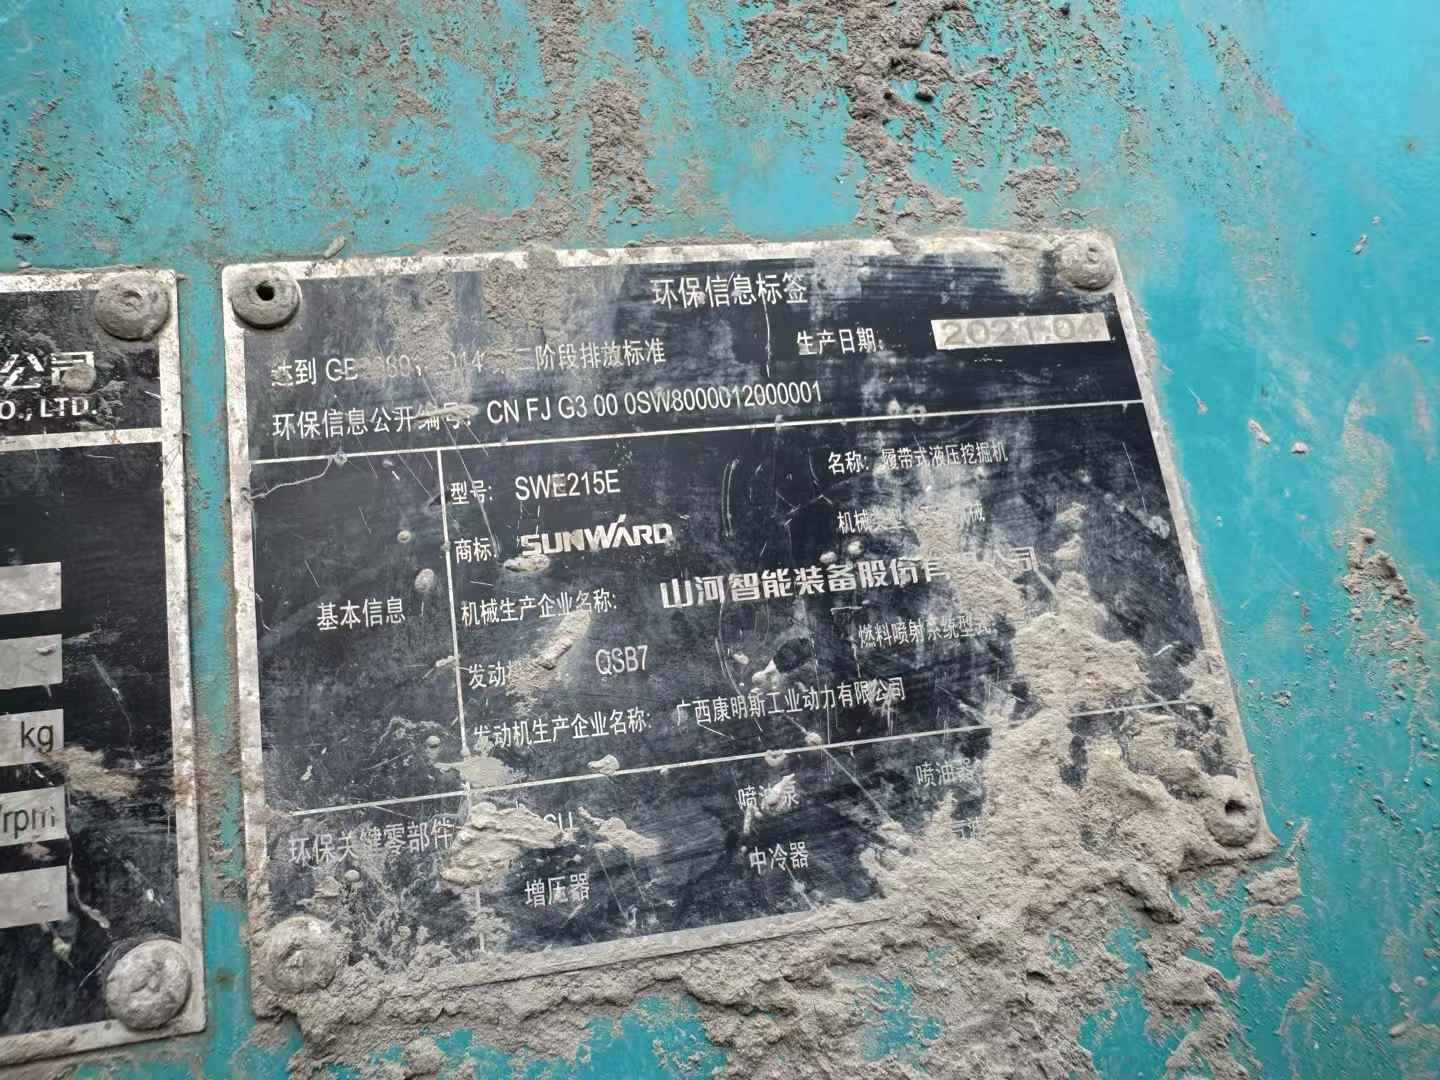 公司
O., LTD.
kg
/rpm
环保信息标签
生产日期: 2021-04
达到 阶段排放标准
环保信息公开编号: CN FJ G3 00 0SW8000012000001
基本信息
型号: SWE215E
名称: 履带式液压挖掘机
商标: SUNWARD
机械
机械生产企业名称: 山河智能装备股份有 公司
发动 QSB7
燃料喷射系统型式
发动机生产企业名称: 广西康明斯工业动力有限公司
环保关键零部件
喷油泵
喷油器
增压器
中冷器